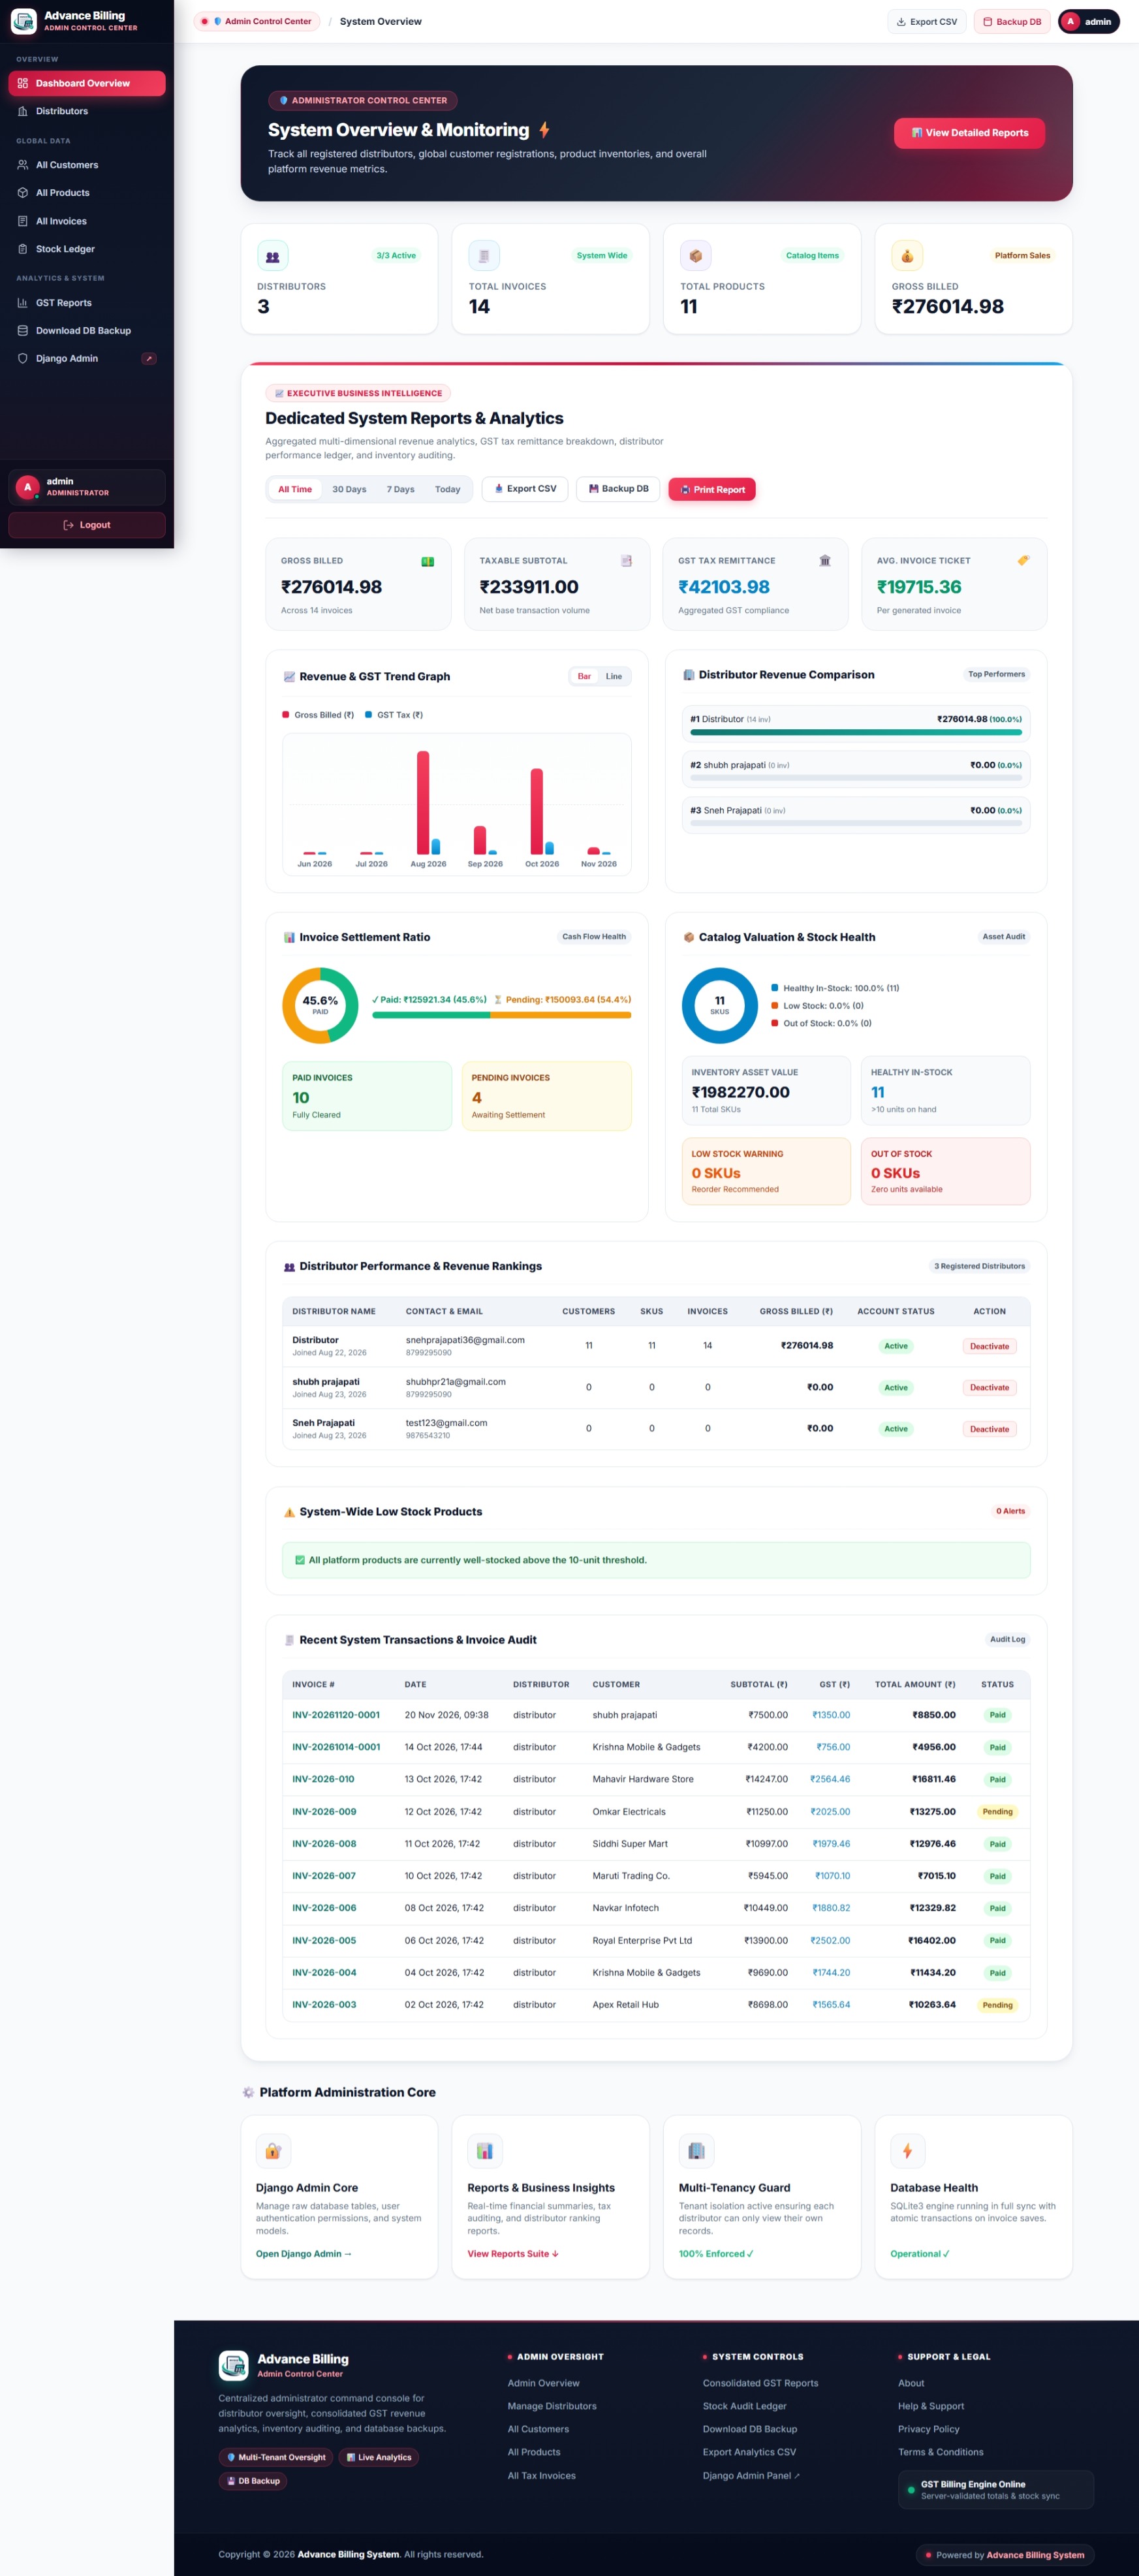 Advance Billing
ADMIN CONTROL CENTER
OVERVIEW
Dashboard Overview
Distributors
GLOBAL DATA
All Customers
All Products
All Invoices
Stock Ledger
ANALYTICS & SYSTEM
GST Reports
Download DB Backup
Django Admin ↗
A admin
ADMINISTRATOR
Logout
Admin Control Center / System Overview
Export CSV Backup DB A admin
ADMINISTRATOR CONTROL CENTER
System Overview & Monitoring
Track all registered distributors, global customer registrations, product inventories, and overall
platform revenue metrics.
View Detailed Reports
3/3 Active
DISTRIBUTORS
3
System Wide
TOTAL INVOICES
14
Catalog Items
TOTAL PRODUCTS
11
Platform Sales
GROSS BILLED
₹276014.98
EXECUTIVE BUSINESS INTELLIGENCE
Dedicated System Reports & Analytics
Aggregated multi-dimensional revenue analytics, GST tax remittance breakdown, distributor
performance ledger, and inventory auditing.
All Time 30 Days 7 Days Today Export CSV Backup DB Print Report
GROSS BILLED
₹276014.98
Across 14 invoices
TAXABLE SUBTOTAL
₹233911.00
Net base transaction volume
GST TAX REMITTANCE
₹42103.98
Aggregated GST compliance
AVG. INVOICE TICKET
₹19715.36
Per generated invoice
Revenue & GST Trend Graph Bar Line
Gross Billed (₹) GST Tax (₹)
Jun 2026 Jul 2026 Aug 2026 Sep 2026 Oct 2026 Nov 2026
Distributor Revenue Comparison Top Performers
#1 Distributor (14 inv) ₹276014.98 (100.0%)
#2 shubh prajapati (0 inv) ₹0.00 (0.0%)
#3 Sneh Prajapati (0 inv) ₹0.00 (0.0%)
Invoice Settlement Ratio Cash Flow Health
45.6%
PAID
✓ Paid: ₹125921.34 (45.6%) ⏳ Pending: ₹150093.64 (54.4%)
PAID INVOICES
10
Fully Cleared
PENDING INVOICES
4
Awaiting Settlement
Catalog Valuation & Stock Health Asset Audit
11
SKUS
Healthy In-Stock: 100.0% (11)
Low Stock: 0.0% (0)
Out of Stock: 0.0% (0)
INVENTORY ASSET VALUE
₹1982270.00
11 Total SKUs
HEALTHY IN-STOCK
11
>10 units on hand
LOW STOCK WARNING
0 SKUs
Reorder Recommended
OUT OF STOCK
0 SKUs
Zero units available
Distributor Performance & Revenue Rankings 3 Registered Distributors
DISTRIBUTOR NAME CONTACT & EMAIL CUSTOMERS SKUS INVOICES GROSS BILLED (₹) ACCOUNT STATUS ACTION
Distributor snehprajapati36@gmail.com 11 11 14 ₹276014.98 Active Deactivate
Joined Aug 22, 2026 8799295090
shubh prajapati shubhpr21a@gmail.com 0 0 0 ₹0.00 Active Deactivate
Joined Aug 23, 2026 8799295090
Sneh Prajapati test123@gmail.com 0 0 0 ₹0.00 Active Deactivate
Joined Aug 23, 2026 9876543210
System-Wide Low Stock Products 0 Alerts
All platform products are currently well-stocked above the 10-unit threshold.
Recent System Transactions & Invoice Audit Audit Log
INVOICE # DATE DISTRIBUTOR CUSTOMER SUBTOTAL (₹) GST (₹) TOTAL AMOUNT (₹) STATUS
INV-20261120-0001 20 Nov 2026, 09:38 distributor shubh prajapati ₹7500.00 ₹1350.00 ₹8850.00 Paid
INV-20261014-0001 14 Oct 2026, 17:44 distributor Krishna Mobile & Gadgets ₹4200.00 ₹756.00 ₹4956.00 Paid
INV-2026-010 13 Oct 2026, 17:42 distributor Mahavir Hardware Store ₹14247.00 ₹2564.46 ₹16811.46 Paid
INV-2026-009 12 Oct 2026, 17:42 distributor Omkar Electricals ₹11250.00 ₹2025.00 ₹13275.00 Pending
INV-2026-008 11 Oct 2026, 17:42 distributor Siddhi Super Mart ₹10997.00 ₹1979.46 ₹12976.46 Paid
INV-2026-007 10 Oct 2026, 17:42 distributor Maruti Trading Co. ₹5945.00 ₹1070.10 ₹7015.10 Paid
INV-2026-006 08 Oct 2026, 17:42 distributor Navkar Infotech ₹10449.00 ₹1880.82 ₹12329.82 Paid
INV-2026-005 06 Oct 2026, 17:42 distributor Royal Enterprise Pvt Ltd ₹13900.00 ₹2502.00 ₹16402.00 Paid
INV-2026-004 04 Oct 2026, 17:42 distributor Krishna Mobile & Gadgets ₹9690.00 ₹1744.20 ₹11434.20 Paid
INV-2026-003 02 Oct 2026, 17:42 distributor Apex Retail Hub ₹8698.00 ₹1565.64 ₹10263.64 Pending
Platform Administration Core
Django Admin Core
Manage raw database tables, user
authentication permissions, and system
models.
Open Django Admin →
Reports & Business Insights
Real-time financial summaries, tax
auditing, and distributor ranking
reports.
View Reports Suite ↓
Multi-Tenancy Guard
Tenant isolation active ensuring each
distributor can only view their own
records.
100% Enforced ✓
Database Health
SQLite3 engine running in full sync with
atomic transactions on invoice saves.
Operational ✓
Advance Billing
Admin Control Center
Centralized administrator command console for
distributor oversight, consolidated GST revenue
analytics, inventory auditing, and database backups.
Multi-Tenant Oversight Live Analytics
DB Backup
ADMIN OVERSIGHT
Admin Overview
Manage Distributors
All Customers
All Products
All Tax Invoices
SYSTEM CONTROLS
Consolidated GST Reports
Stock Audit Ledger
Download DB Backup
Export Analytics CSV
Django Admin Panel ↗
SUPPORT & LEGAL
About
Help & Support
Privacy Policy
Terms & Conditions
GST Billing Engine Online
Server-validated totals & stock sync
Copyright © 2026 Advance Billing System. All rights reserved.
Powered by Advance Billing System